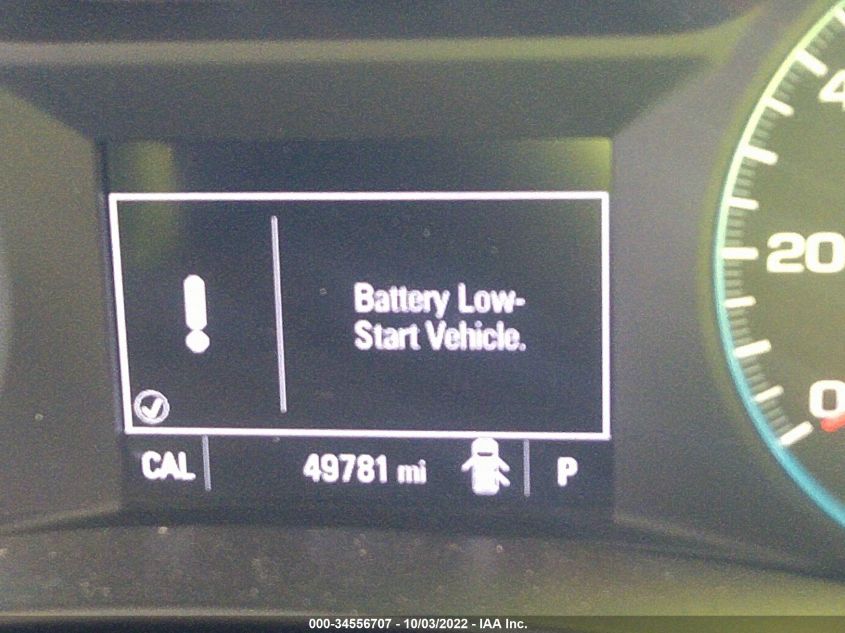 4
20
0
Battery Low-
Start Vehicle.
CAL 49781 mi P
000-34556707 - 10/03/2022 - IAA Inc.